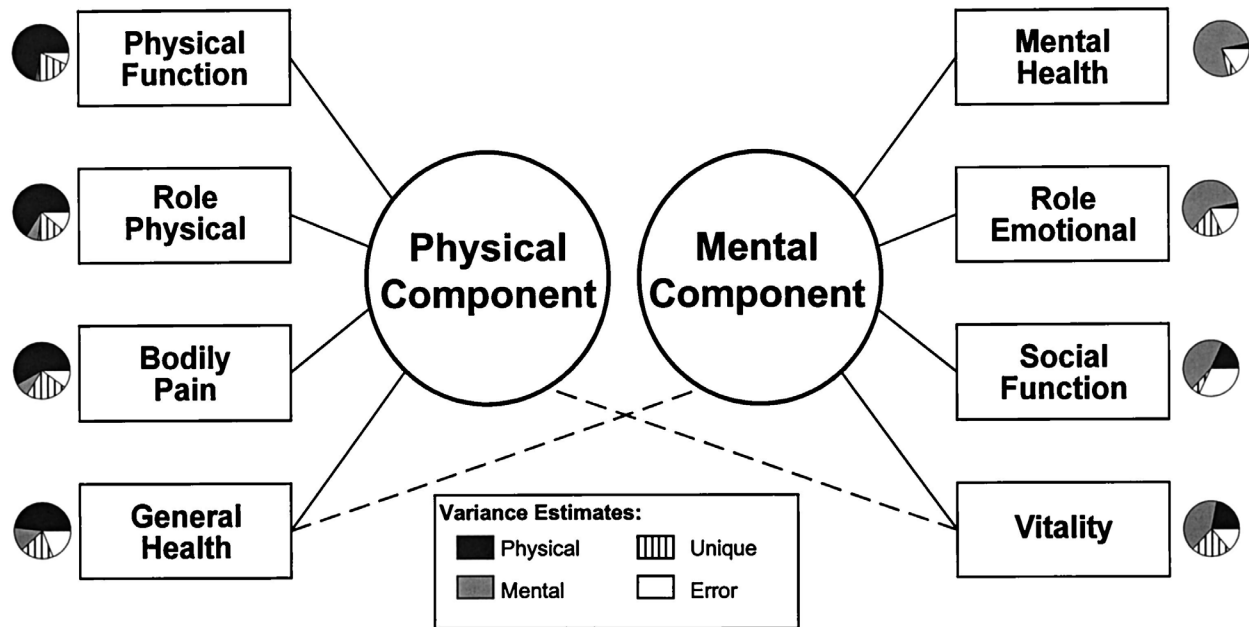 Physical
Function
Role
Physical
Bodily
Pain
General
Health
Physical
Component
Mental
Component
Mental
Health
Role
Emotional
Social
Function
Vitality
Variance Estimates:
Physical
Unique
Mental
Error